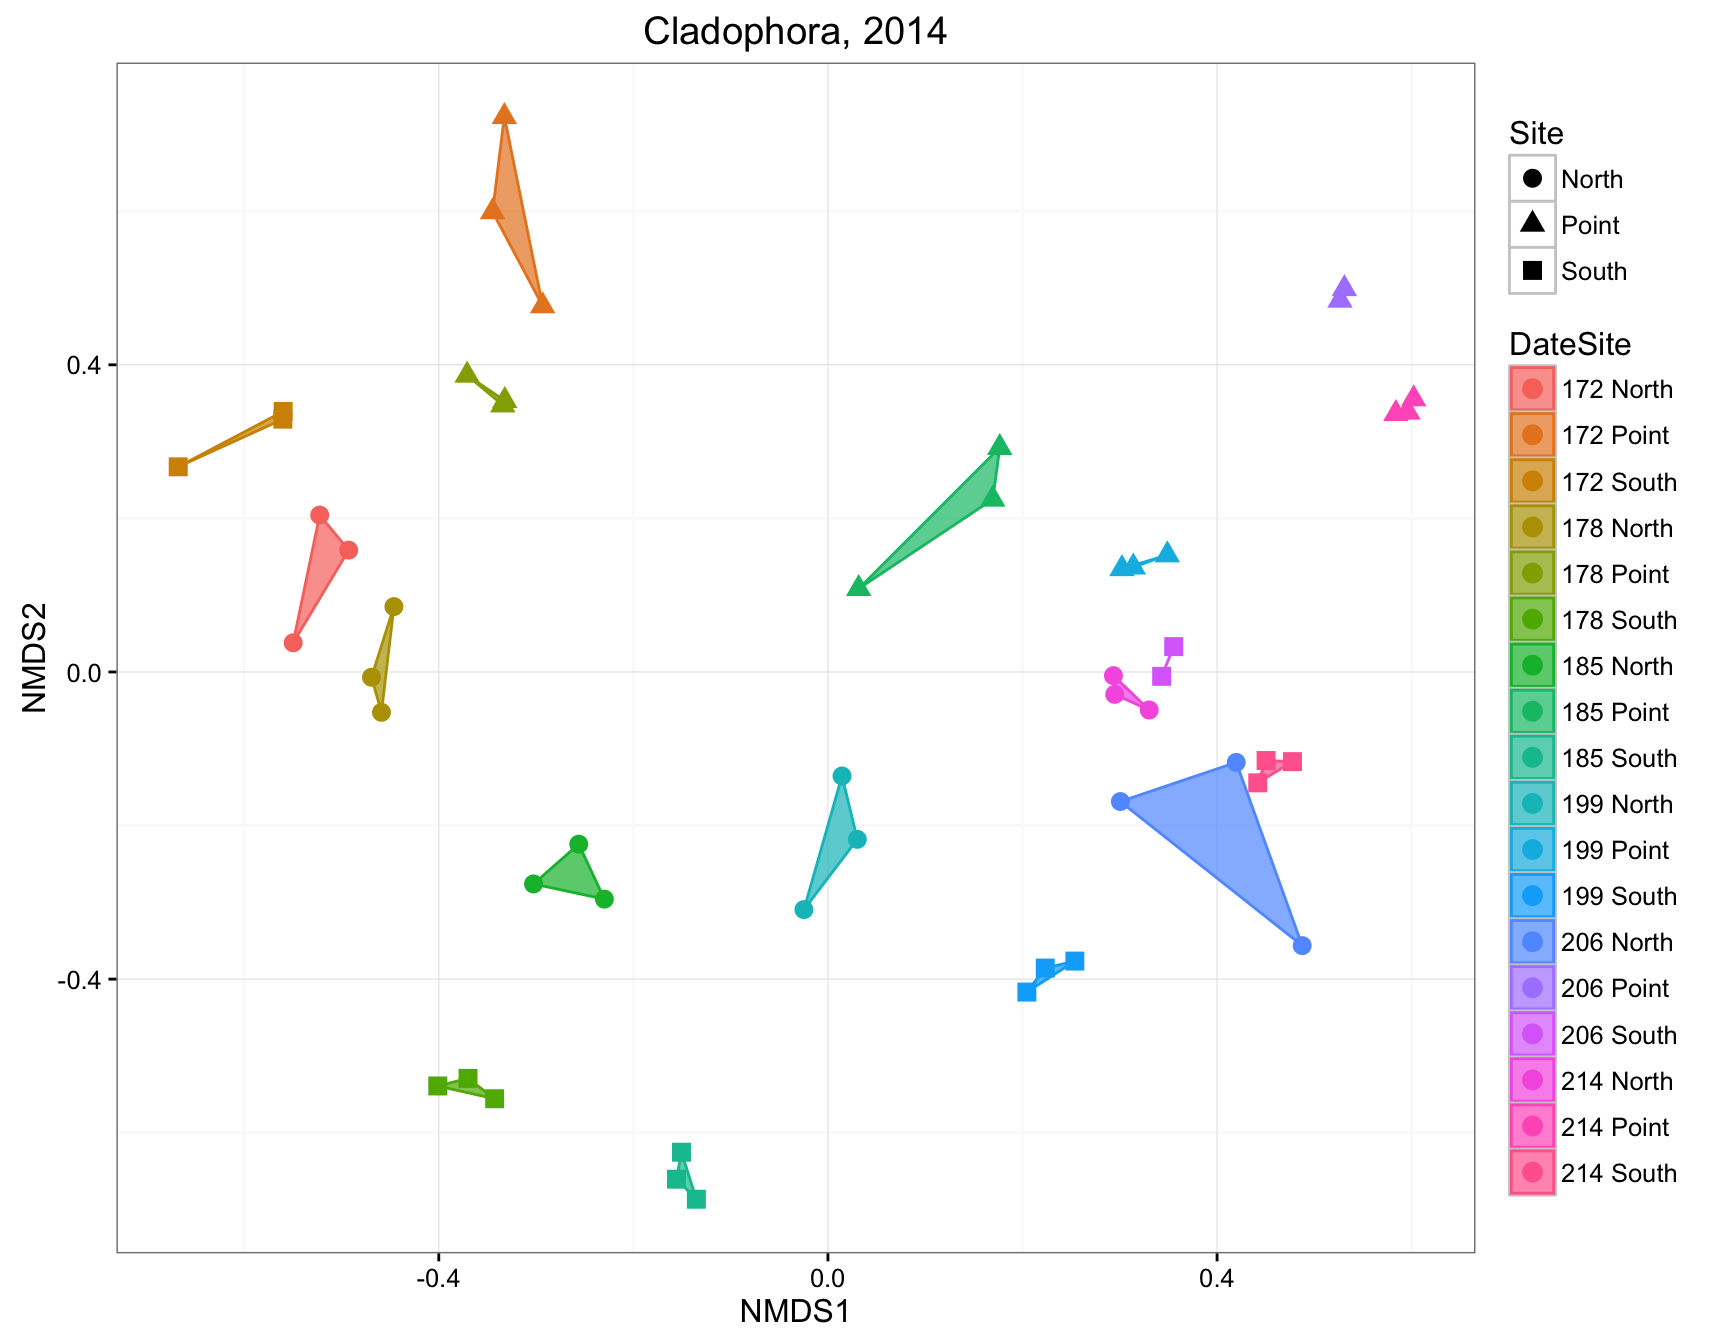 Cladophora, 2014
NMDS2
0.4
0.0
-0.4
-0.4
0.0
0.4
NMDS1
Site
North
Point
South
DateSite
172 North
172 Point
172 South
178 North
178 Point
178 South
185 North
185 Point
185 South
199 North
199 Point
199 South
206 North
206 Point
206 South
214 North
214 Point
214 South